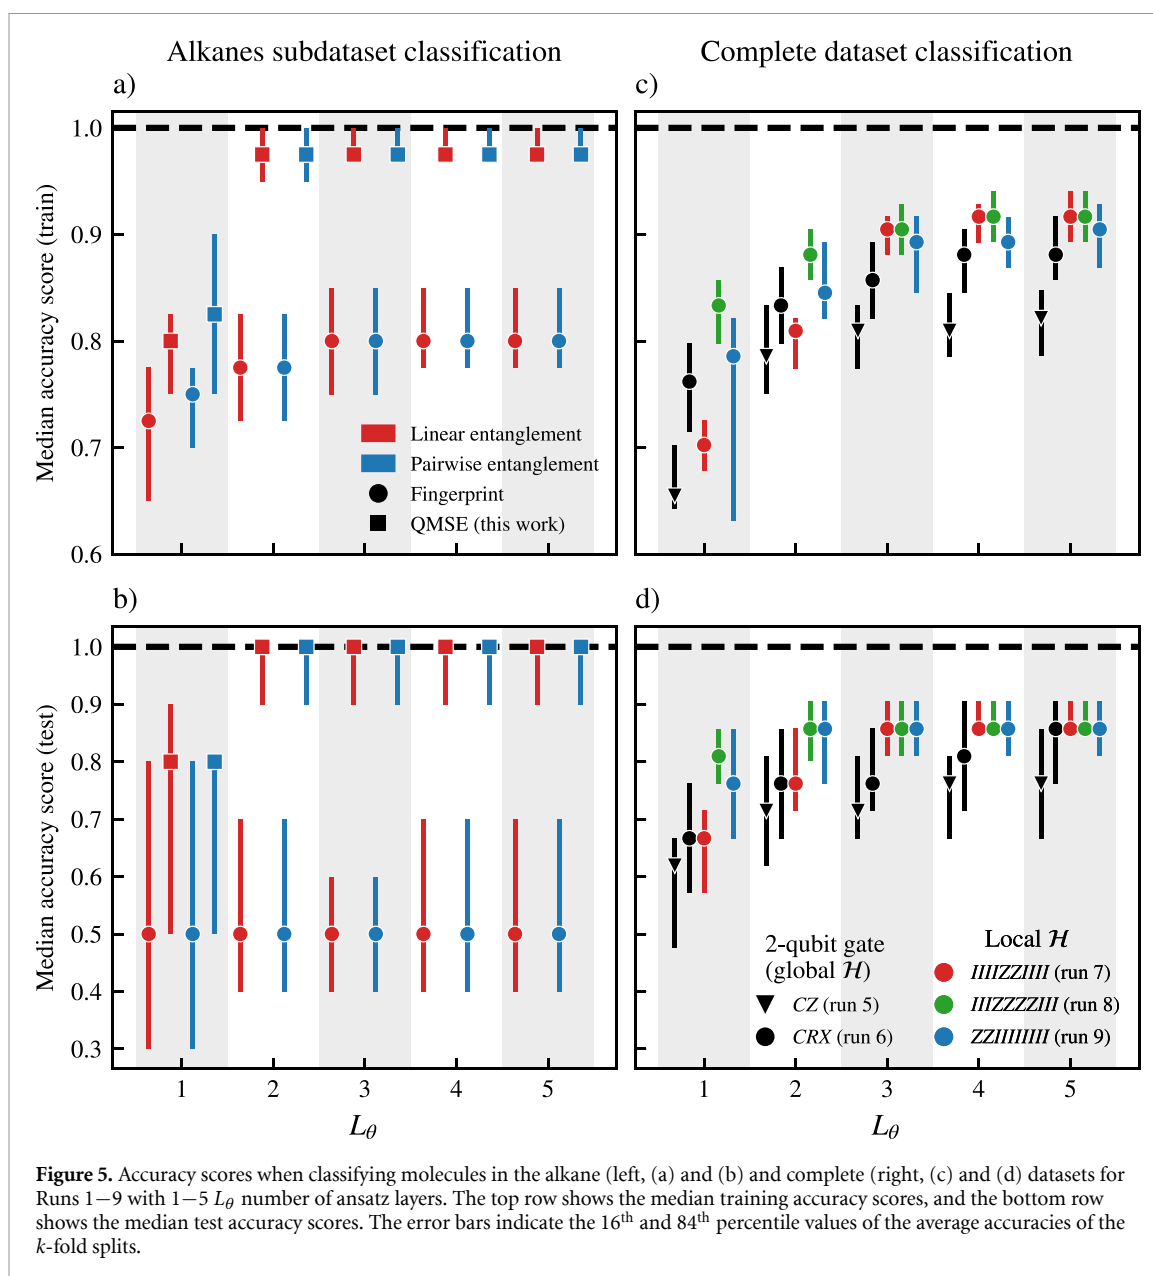 Alkanes subdataset classification
Complete dataset classification
a)
c)
Median accuracy score (train)
1.0
0.9
0.8
0.7
0.6
Linear entanglement
Pairwise entanglement
Fingerprint
QMSE (this work)
b)
d)
Median accuracy score (test)
1.0
0.9
0.8
0.7
0.6
0.5
0.4
0.3
2-qubit gate
(global ℋ)
CZ (run 5)
CRX (run 6)
Local ℋ
IIIIZZIIII (run 7)
IIIZZZZIII (run 8)
ZZIIIIIIII (run 9)
1 2 3 4 5
1 2 3 4 5
Lθ
Lθ
Figure 5. Accuracy scores when classifying molecules in the alkane (left, (a) and (b) and complete (right, (c) and (d) datasets for
Runs 1−9 with 1−5 Lθ number of ansatz layers. The top row shows the median training accuracy scores, and the bottom row
shows the median test accuracy scores. The error bars indicate the 16th and 84th percentile values of the average accuracies of the
k-fold splits.